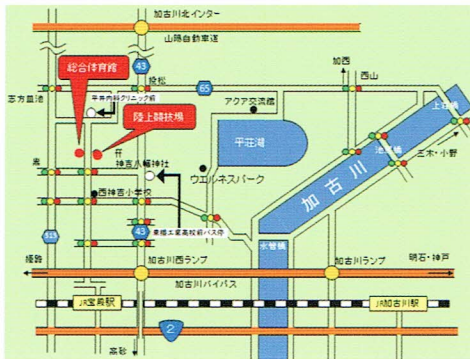 加古川北インター
山陽自動車道
総合体育館
43
投松
加西
西山
65
志方皿池
平井内科クリニック前
アクア交流館
上荘橋
陸上競技場
平荘湖
池尻橋
三木・小野
神吉八幡神社
加古川
ウエルネスパーク
西神吉小学校
東播工業高校前バス停
水管橋
515
43
加古川西ランプ
加古川ランプ
姫路
明石・神戸
加古川バイパス
JR宝殿駅
JR加古川駅
2
高砂